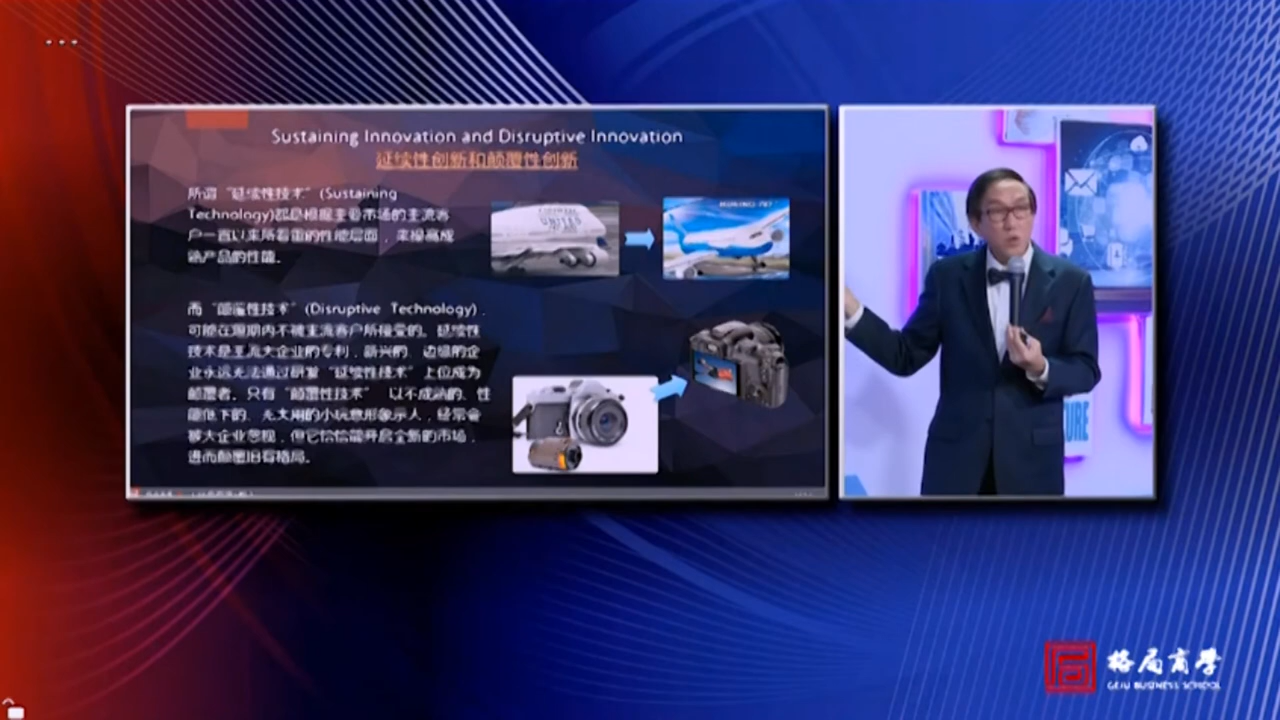 Sustaining Innovation and Disruptive Innovation
延续性创新和颠覆性创新
所谓“延续性技术”(Sustaining
Technology)都是根据主要市场的主流客
户一直以来所看重的性能层面，来提高成
熟产品的性能。
UNITED
BOEING 787
而“颠覆性技术”(Disruptive Technology)，
可能在短期内不被主流客户所接受的。延续性
技术是主流大企业的专利，新兴的、边缘的企
业永远无法通过研发“延续性技术”上位成为
颠覆者。只有“颠覆性技术” 以不成熟的、性
能低下的、无大用的小玩意形象示人，经常会
被大企业忽视，但它恰恰能开启全新的市场，
进而颠覆旧有格局。
URE
格局商学
GEJU BUSINESS SCHOOL